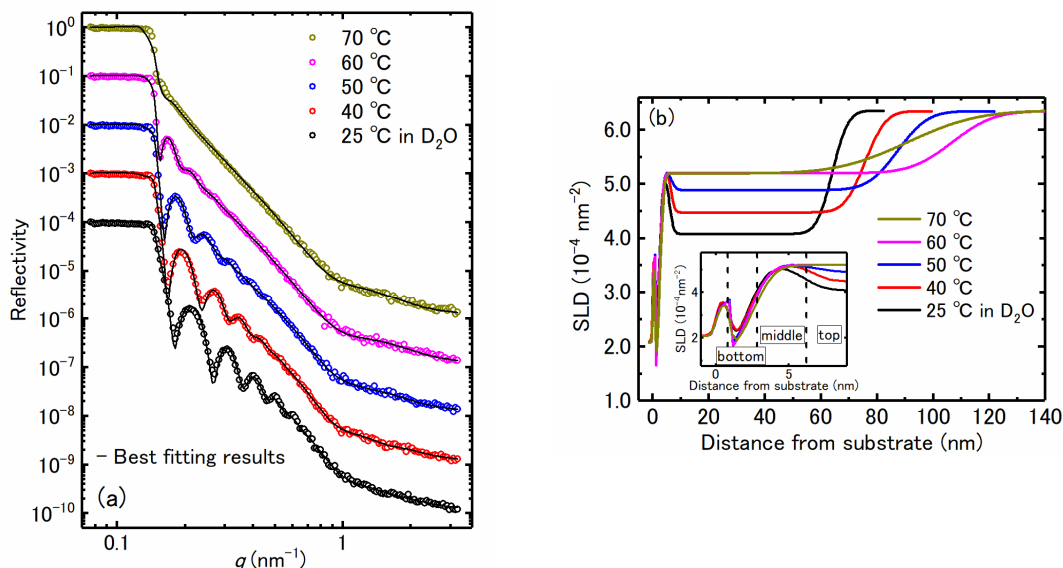 10⁰
10⁻¹
10⁻²
10⁻³
10⁻⁴
10⁻⁵
10⁻⁶
10⁻⁷
10⁻⁸
10⁻⁹
10⁻¹⁰
Reflectivity
70 ℃
60 ℃
50 ℃
40 ℃
25 ℃ in D₂O
– Best fitting results
(a)
0.1
1
q (nm⁻¹)
(b)
6.0
5.0
4.0
3.0
2.0
1.0
SLD (10⁻⁴ nm⁻²)
70 ℃
60 ℃
50 ℃
40 ℃
25 ℃ in D₂O
SLD (10⁻⁴nm⁻²)
4
2
bottom
middle
top
0
5
Distance from substrate (nm)
0
20
40
60
80
100
120
140
Distance from substrate (nm)